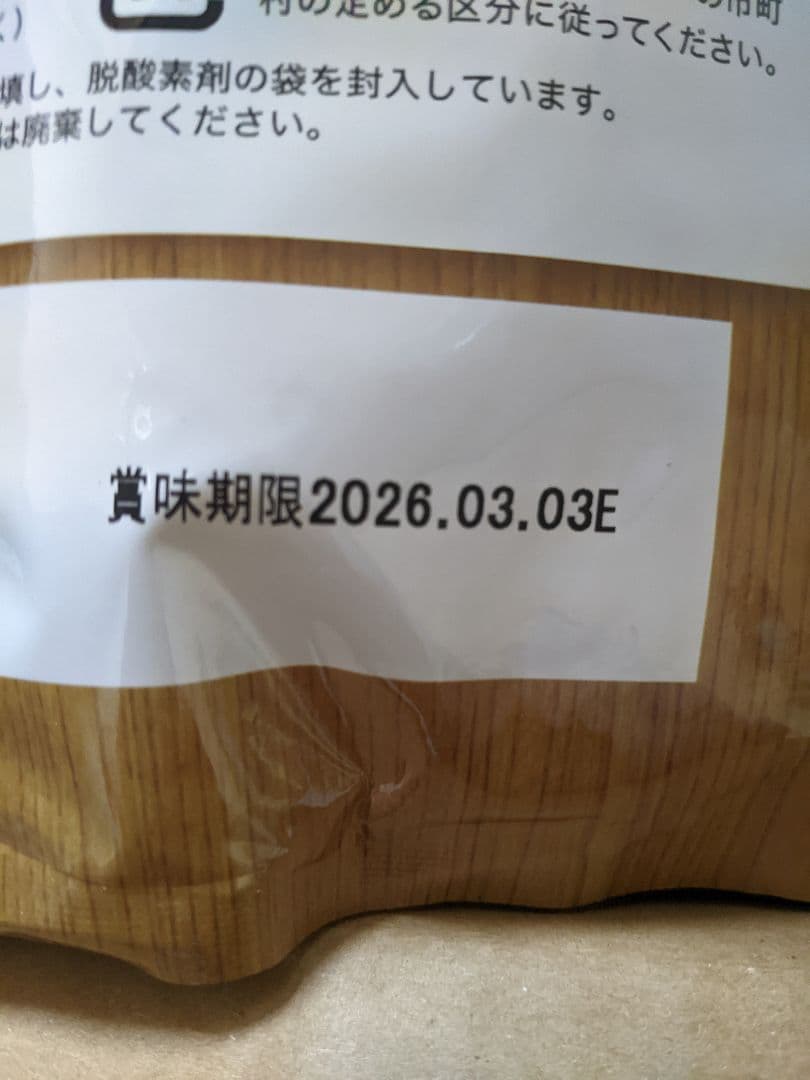 村の定める区分に従ってください。
填し、脱酸素剤の袋を封入しています。
は廃棄してください。
賞味期限2026.03.03E